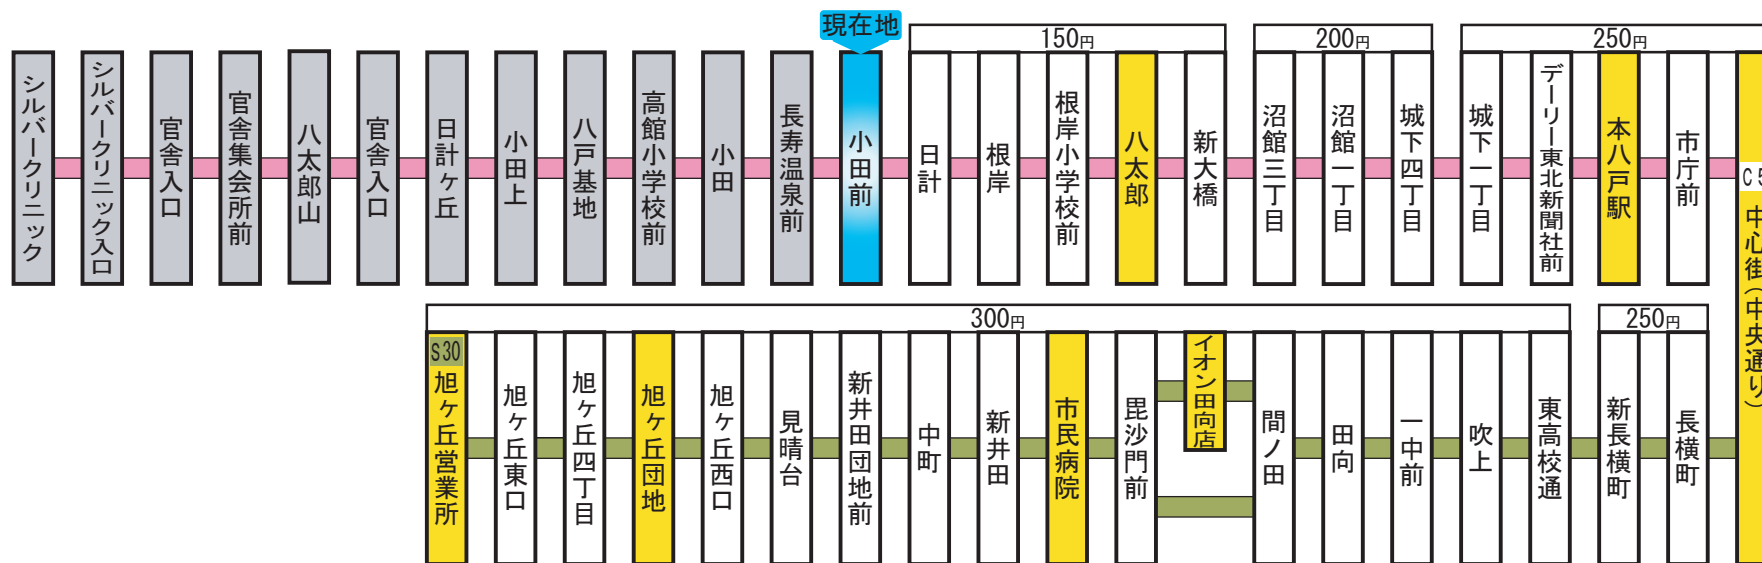 現在地
150円
200円
250円
シルバークリニック
シルバークリニック入口
官舎入口
官舎集会所前
八太郎山
官舎入口
日計ヶ丘
小田上
八戸基地
高館小学校前
小田
長寿温泉前
小田前
日計
根岸
根岸小学校前
八太郎
新大橋
沼館三丁目
沼館一丁目
城下四丁目
城下一丁目
デーリー東北新聞社前
本八戸駅
市庁前
C5
中心街(中央通り)
300円
250円
S30
旭ヶ丘営業所
旭ヶ丘東口
旭ヶ丘四丁目
旭ヶ丘団地
旭ヶ丘西口
見晴台
新井田団地前
中町
新井田
市民病院
毘沙門前
イオン田向店
間ノ田
田向
一中前
吹上
東高校通
新長横町
長横町